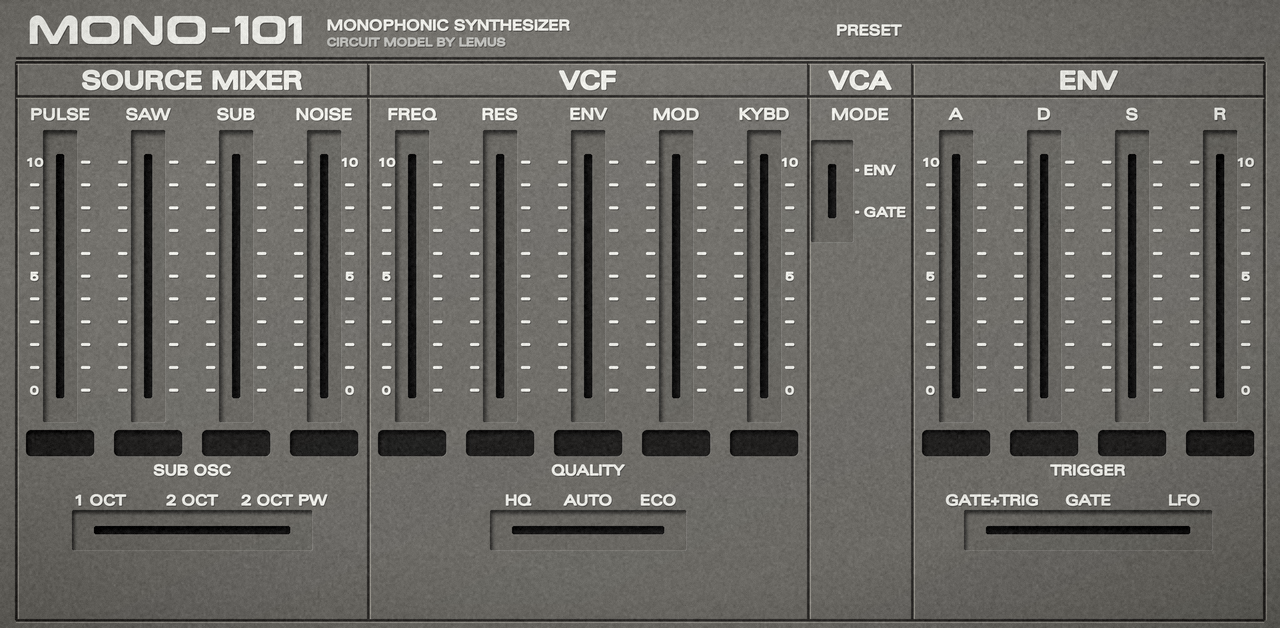 MONO-101
MONOPHONIC SYNTHESIZER
CIRCUIT MODEL BY LEMUS
PRESET
SOURCE MIXER
VCF
VCA
ENV
PULSE SAW SUB NOISE
FREQ RES ENV MOD KYBD
MODE
A D S R
10 10 10 10 10 10
- ENV
- GATE
5 5 5 5 5 5
0 0 0 0 0 0
SUB OSC
1 OCT 2 OCT 2 OCT PW
QUALITY
HQ AUTO ECO
TRIGGER
GATE+TRIG GATE LFO